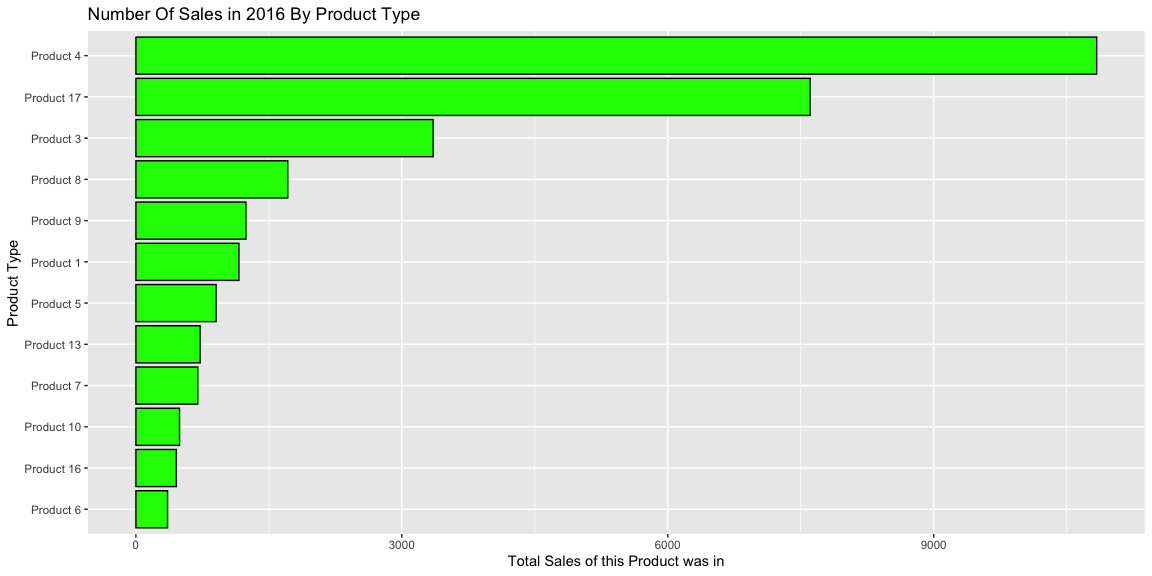 Number Of Sales in 2016 By Product Type
Product Type
Product 4
Product 17
Product 3
Product 8
Product 9
Product 1
Product 5
Product 13
Product 7
Product 10
Product 16
Product 6
0 3000 6000 9000
Total Sales of this Product was in